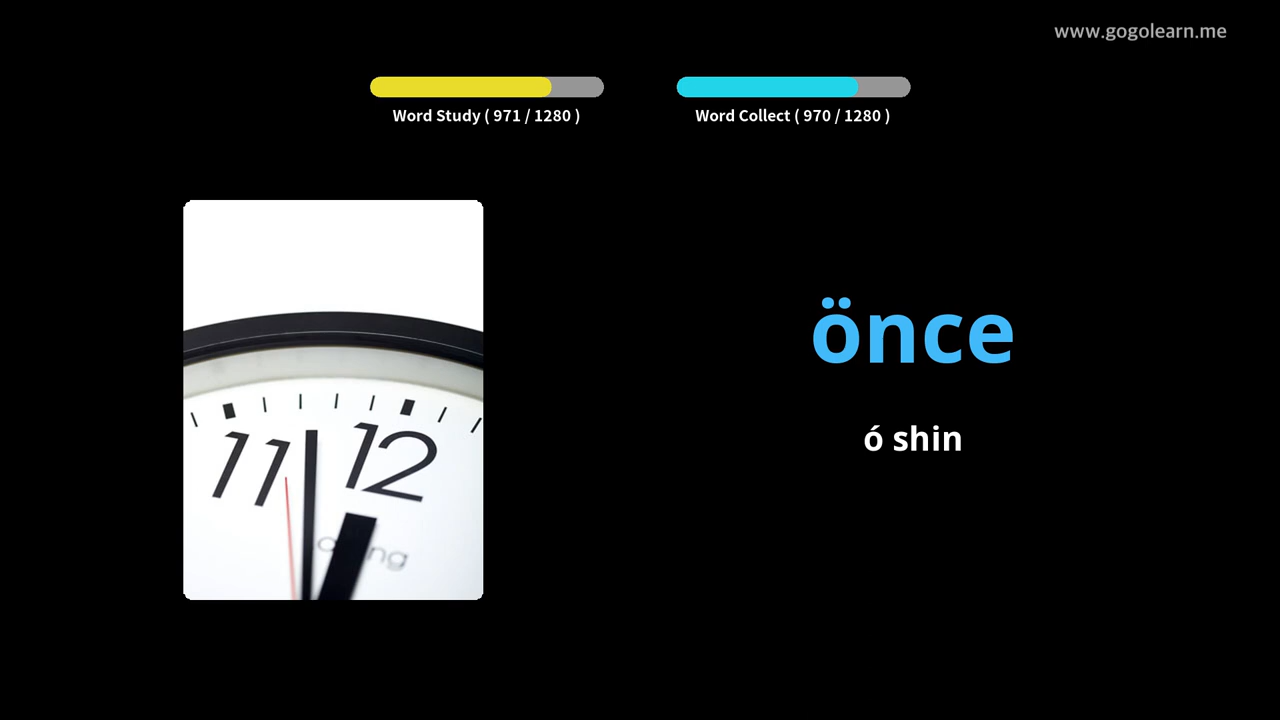 www.gogolearn.me
Word Study ( 971 / 1280 )
Word Collect ( 970 / 1280 )
önce
ó shin
11
12